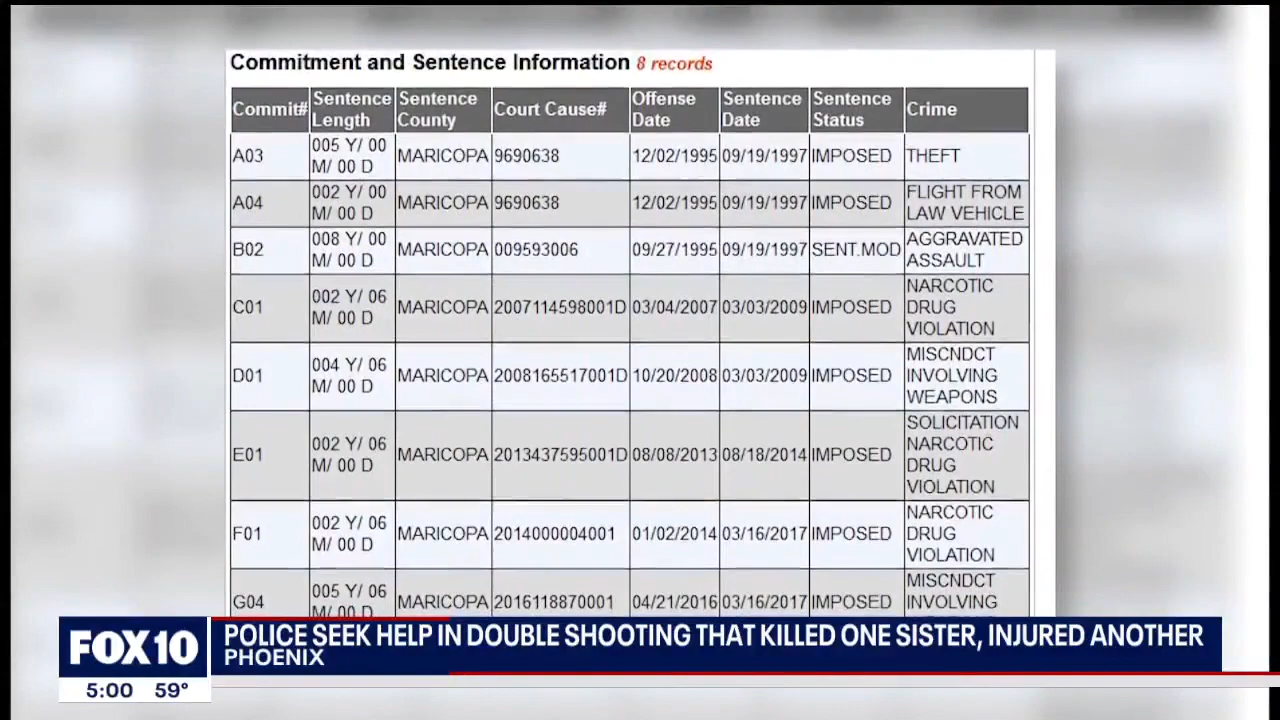 Commitment and Sentence Information 8 records
Commit# Sentence Length Sentence County Court Cause# Offense Date Sentence Date Sentence Status Crime
A03 005 Y/ 00 M/ 00 D MARICOPA 9690638 12/02/1995 09/19/1997 IMPOSED THEFT
A04 002 Y/ 00 M/ 00 D MARICOPA 9690638 12/02/1995 09/19/1997 IMPOSED FLIGHT FROM LAW VEHICLE
B02 008 Y/ 00 M/ 00 D MARICOPA 009593006 09/27/1995 09/19/1997 SENT.MOD AGGRAVATED ASSAULT
C01 002 Y/ 06 M/ 00 D MARICOPA 2007114598001D 03/04/2007 03/03/2009 IMPOSED NARCOTIC DRUG VIOLATION
D01 004 Y/ 06 M/ 00 D MARICOPA 2008165517001D 10/20/2008 03/03/2009 IMPOSED MISCNDCT INVOLVING WEAPONS
E01 002 Y/ 06 M/ 00 D MARICOPA 2013437595001D 08/08/2013 08/18/2014 IMPOSED SOLICITATION NARCOTIC DRUG VIOLATION
F01 002 Y/ 06 M/ 00 D MARICOPA 2014000004001 01/02/2014 03/16/2017 IMPOSED NARCOTIC DRUG VIOLATION
G04 005 Y/ 06 M/ 00 D MARICOPA 2016118870001 04/21/2016 03/16/2017 IMPOSED MISCNDCT INVOLVING
FOX 10
POLICE SEEK HELP IN DOUBLE SHOOTING THAT KILLED ONE SISTER, INJURED ANOTHER
PHOENIX
5:00 59°